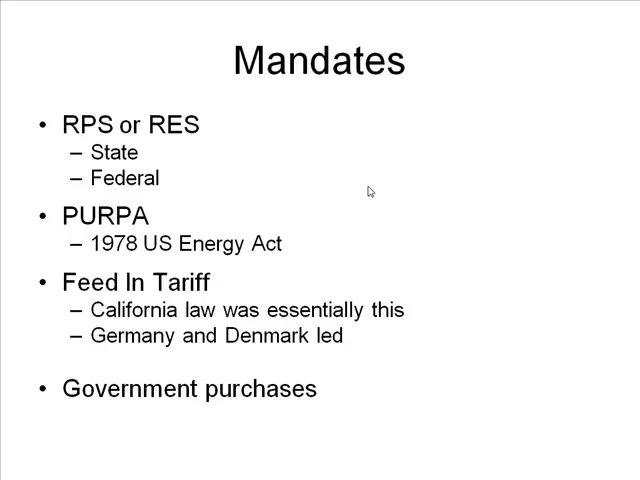 Mandates
• RPS or RES
– State
– Federal
• PURPA
– 1978 US Energy Act
• Feed In Tariff
– California law was essentially this
– Germany and Denmark led
• Government purchases